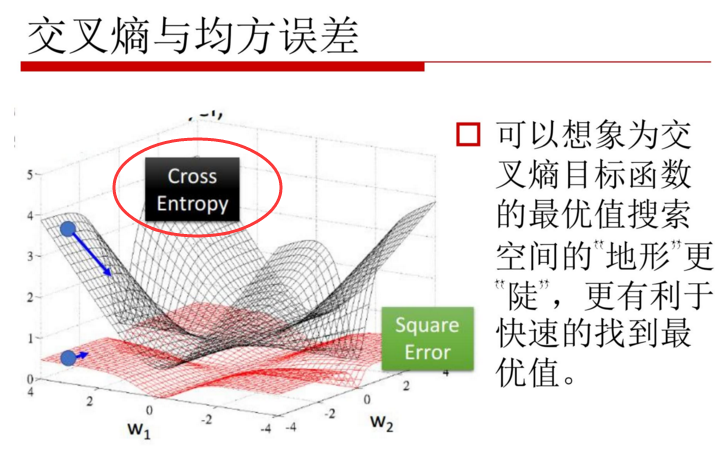 交叉熵与均方误差
Cross
Entropy
5
4
3
2
1
0
4
2
0
-2
-4
w1
-4
-2
0
2
4
w2
Square
Error
可以想象为交
叉熵目标函数
的最优值搜索
空间的“地形”更
“陡”，更有利于
快速的找到最
优值。